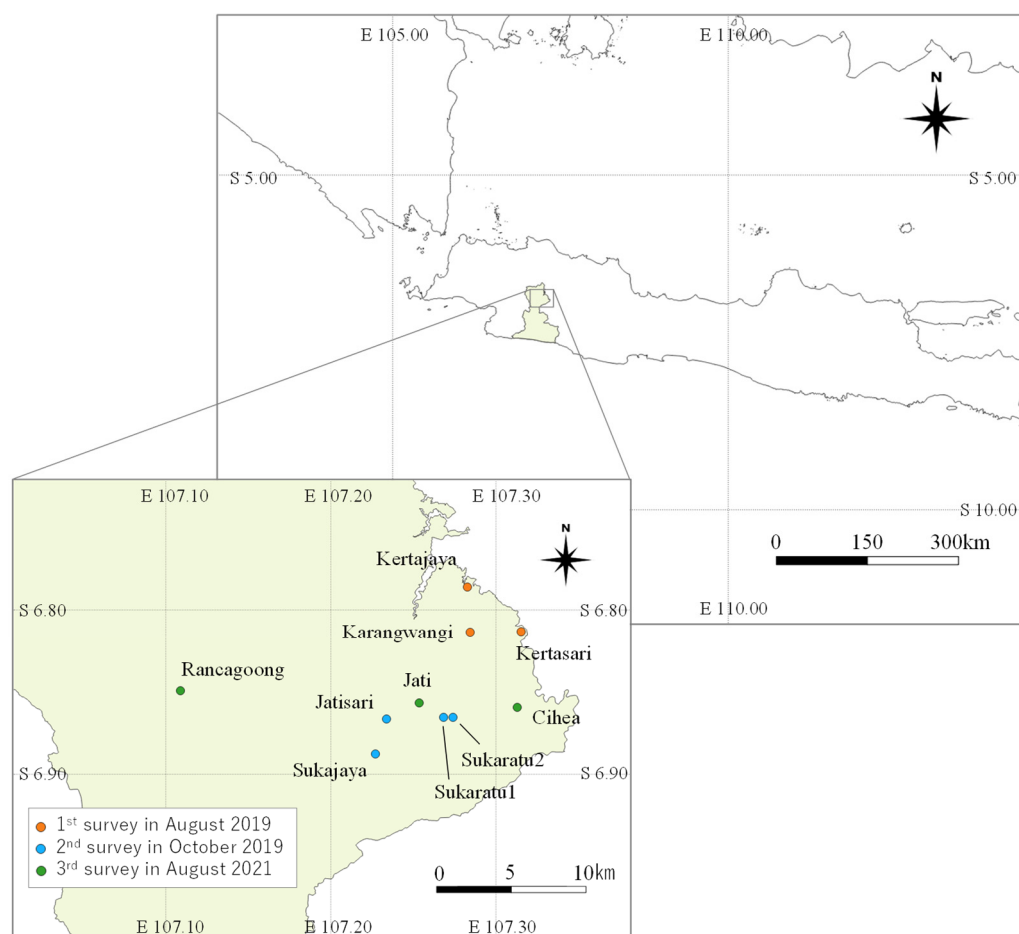 E 105.00
E 110.00
N
S 5.00
S 5.00
S 10.00
0 150 300km
E 110.00
E 107.10
E 107.20
E 107.30
N
Kertajaya
S 6.80
S 6.80
Karangwangi
Kertasari
Rancagoong
Jati
Jatisari
Cihea
Sukaratu2
Sukajaya
S 6.90
S 6.90
Sukaratu1
1st survey in August 2019
2nd survey in October 2019
3rd survey in August 2021
0 5 10km
E 107.10
E 107.20
E 107.30